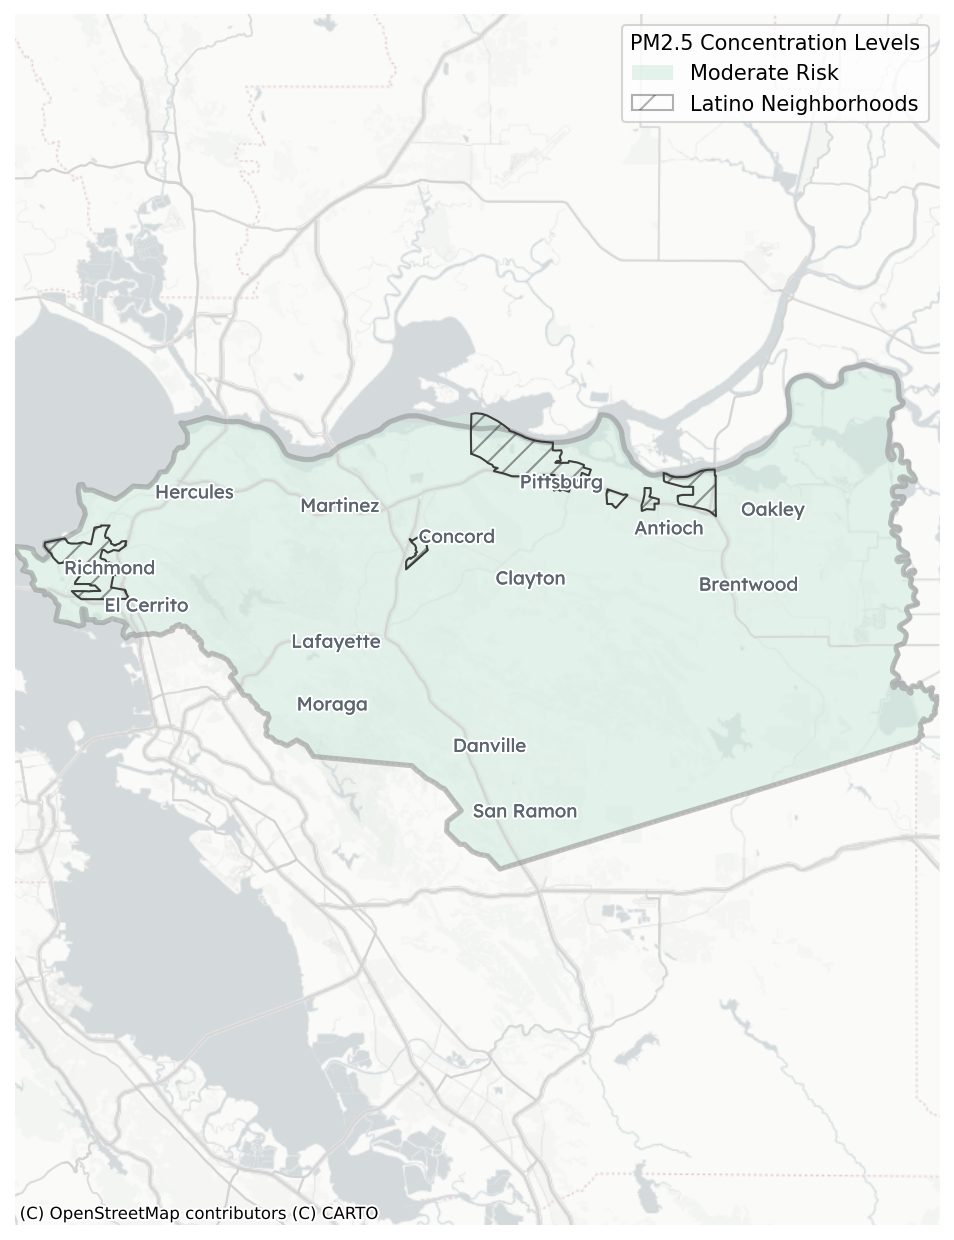 PM2.5 Concentration Levels
Moderate Risk
Latino Neighborhoods
Hercules
Martinez
Pittsburg
Oakley
Antioch
Concord
Richmond
Clayton
Brentwood
El Cerrito
Lafayette
Moraga
Danville
San Ramon
(C) OpenStreetMap contributors (C) CARTO